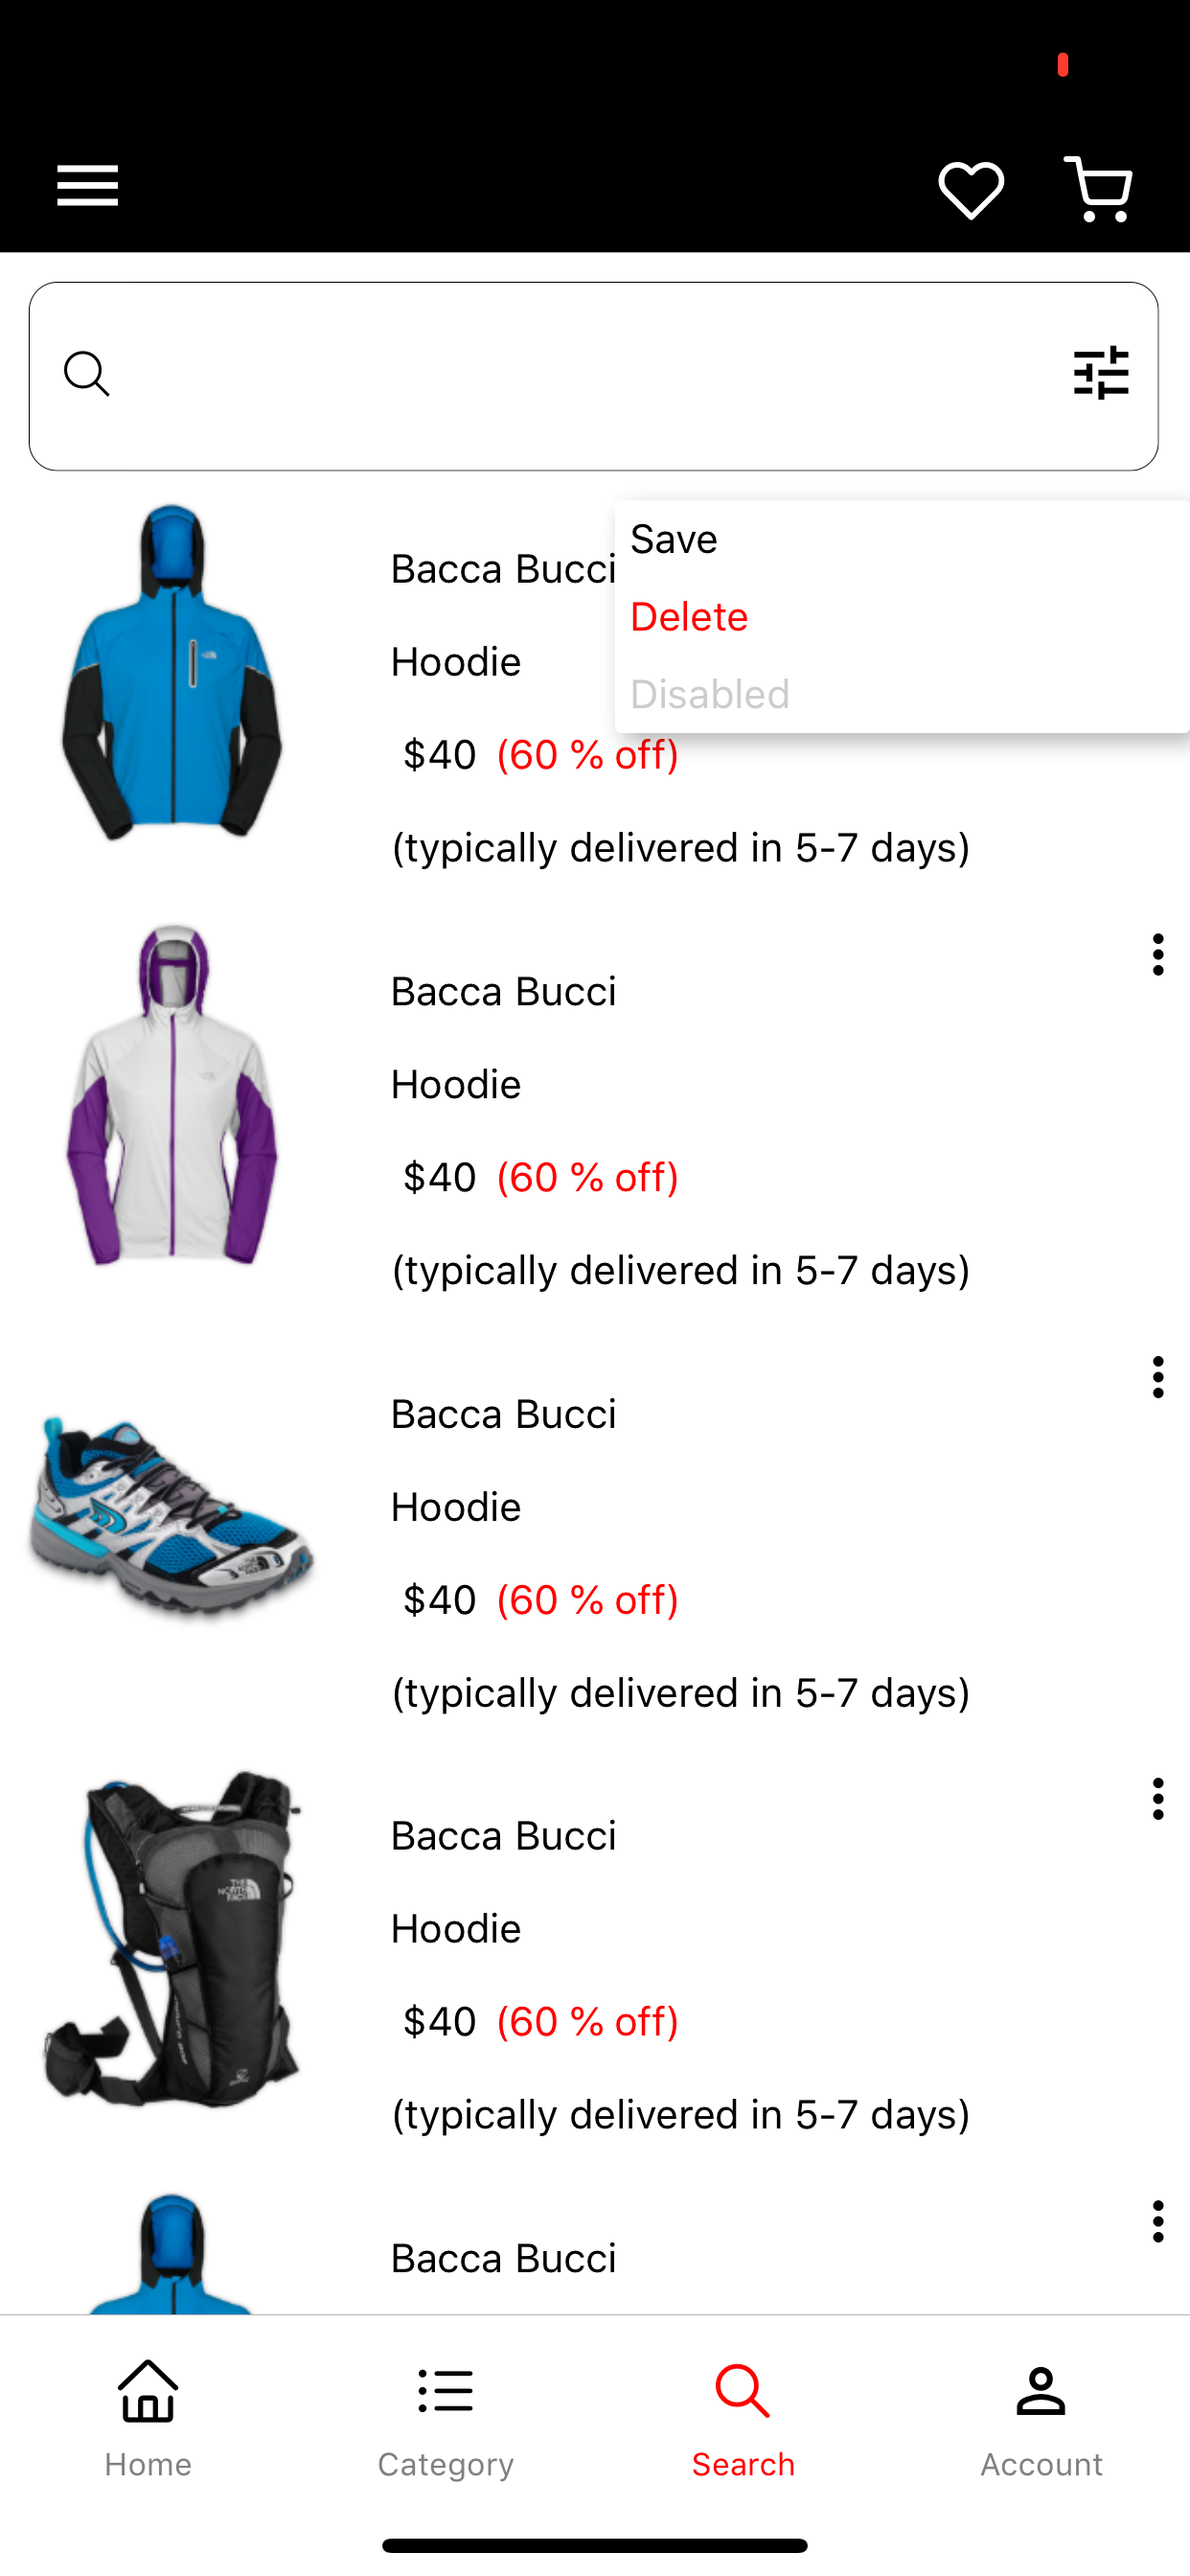 Save
Bacca Bucci
Delete
Hoodie
Disabled
$40 (60 % off)
(typically delivered in 5-7 days)
Bacca Bucci
Hoodie
$40 (60 % off)
(typically delivered in 5-7 days)
Bacca Bucci
Hoodie
$40 (60 % off)
(typically delivered in 5-7 days)
THE
NORTH
FACE
Bacca Bucci
Hoodie
$40 (60 % off)
(typically delivered in 5-7 days)
Bacca Bucci
Home Category Search Account